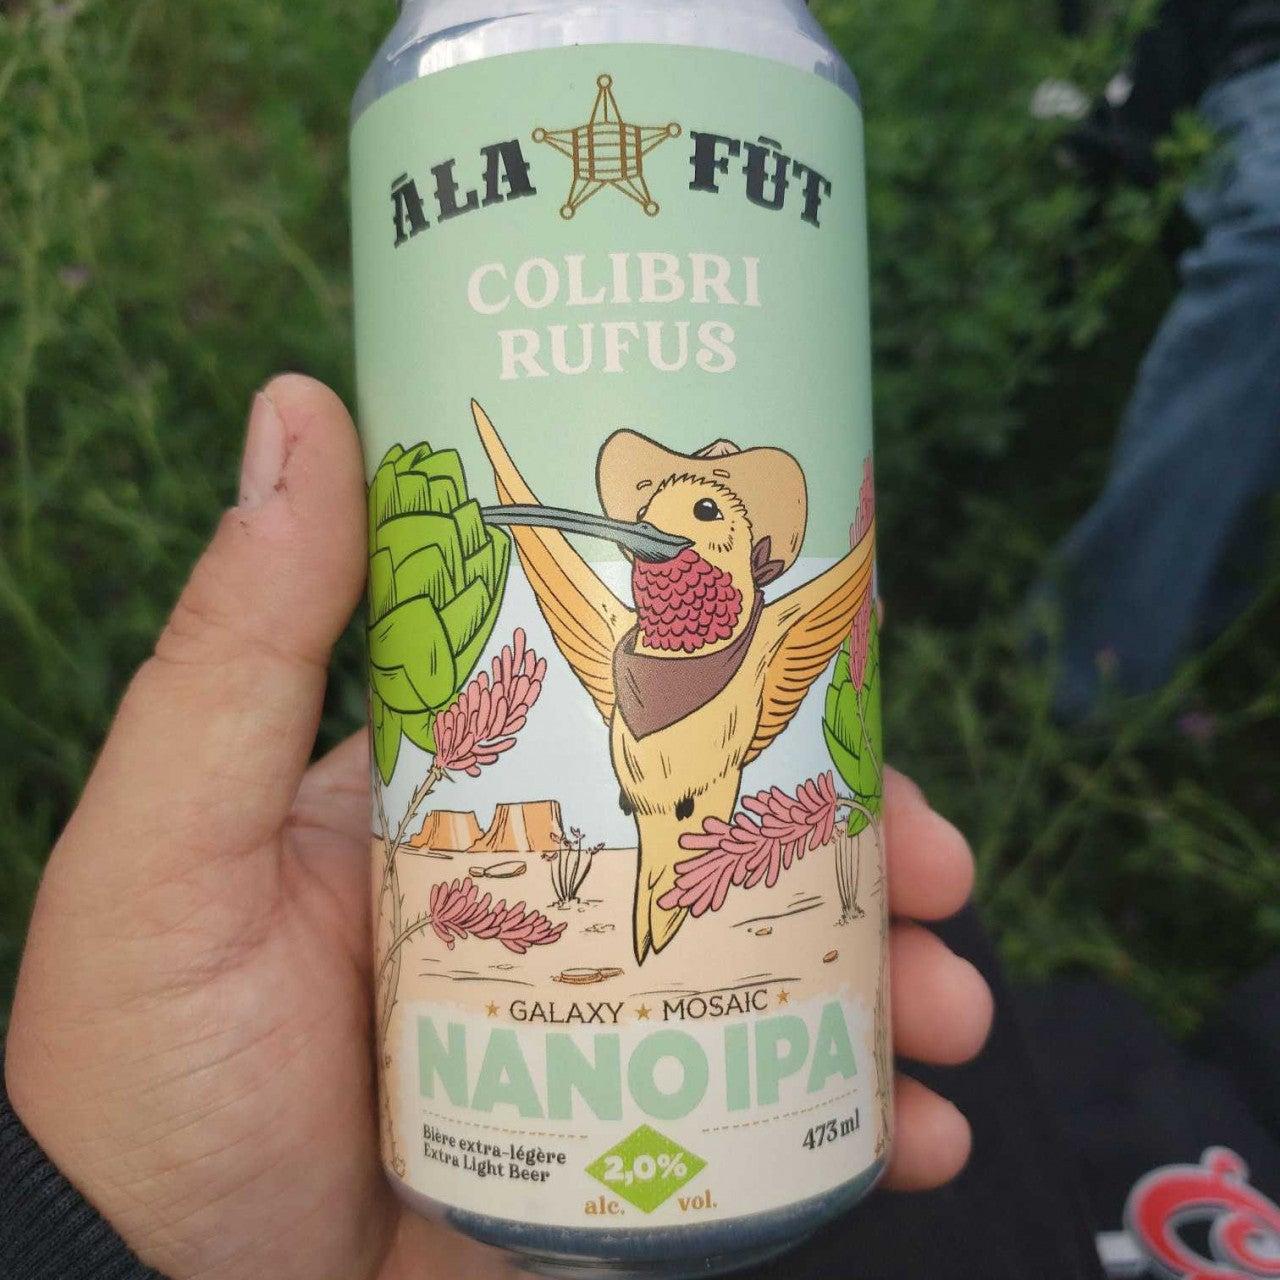 ÀLA FÛT
COLIBRI
RUFUS
GALAXY ★ MOSAIC
NANO IPA
Bière extra-légère
Extra Light Beer
2,0%
alc. vol.
473 ml